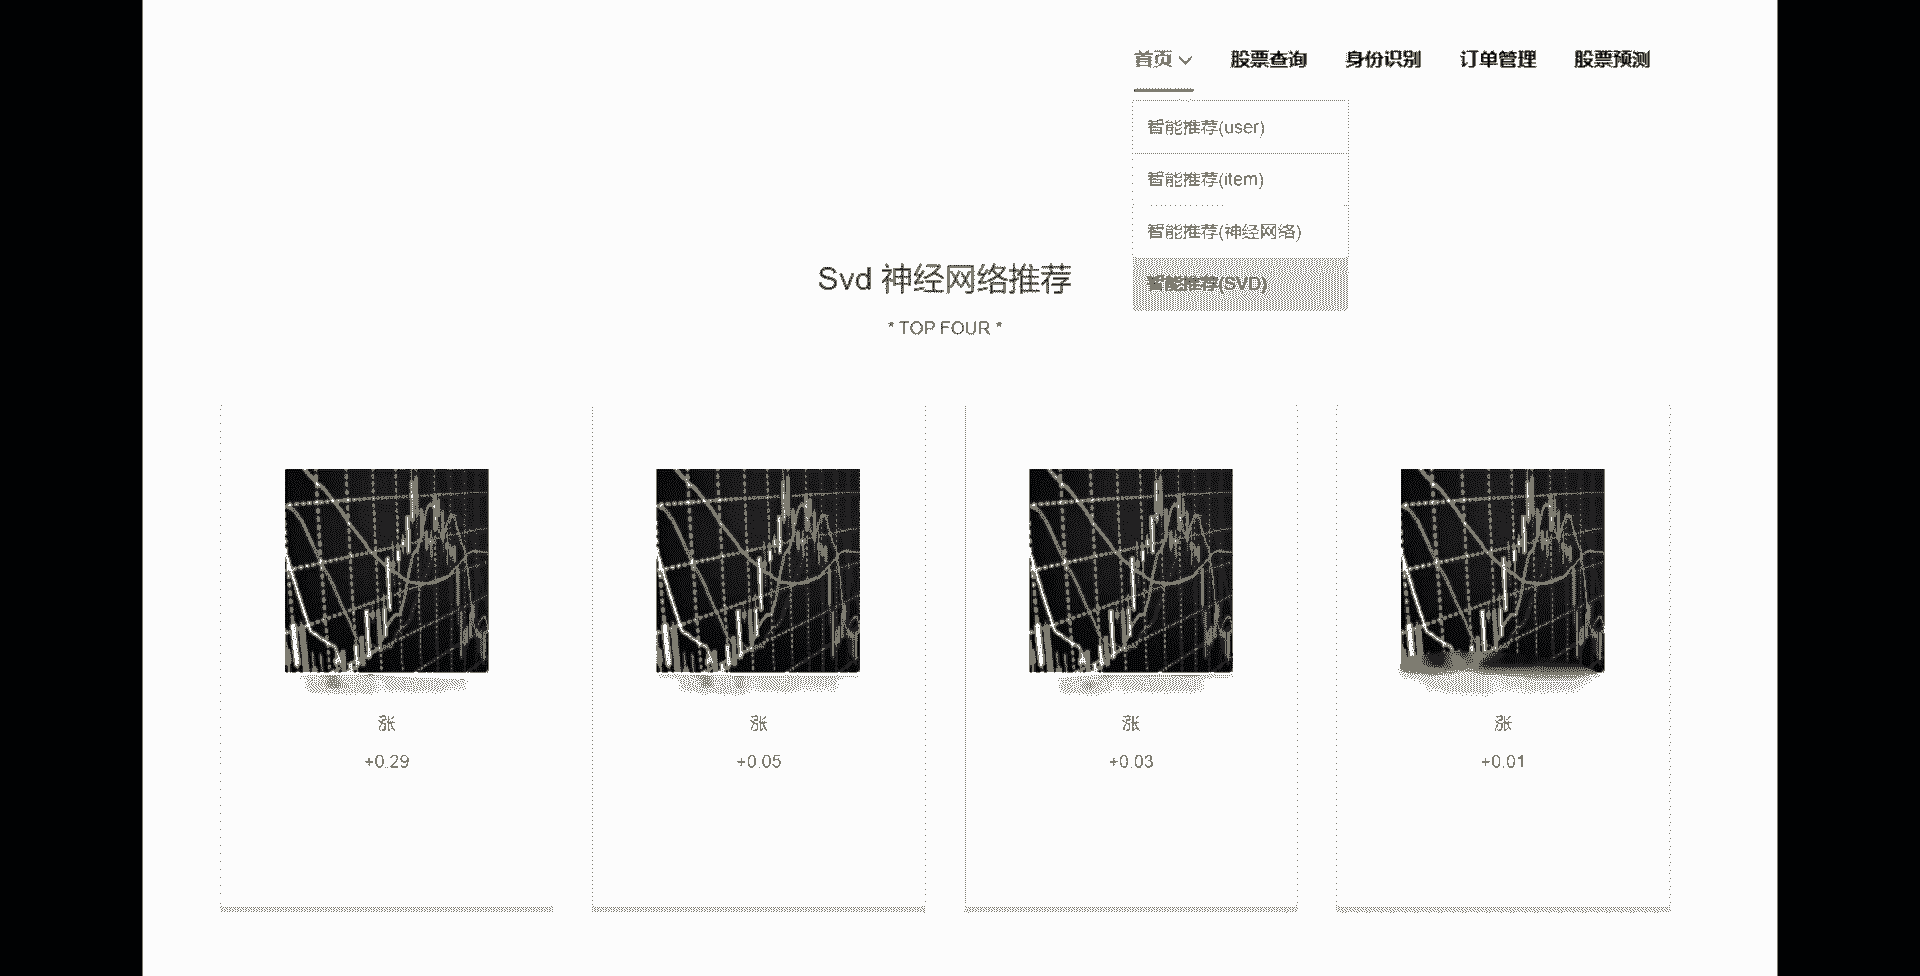 首页 股票查询 身份识别 订单管理 股票预测
智能推荐(user)
智能推荐(item)
智能推荐(神经网络)
智能推荐(SVD)
Svd 神经网络推荐
* TOP FOUR *
涨 涨 涨 涨
+0.29 +0.05 +0.03 +0.01